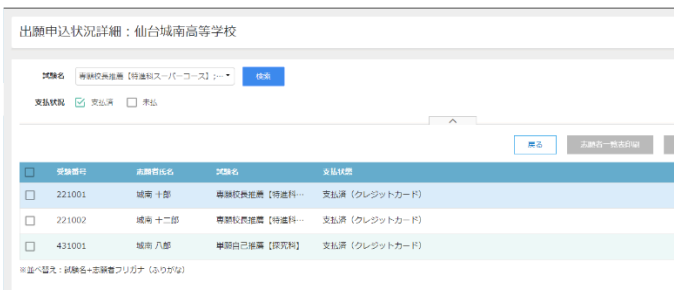 出願申込状況詳細：仙台城南高等学校
試験名 専願校長推薦【特進科スーパーコース】;… 検索
支払状況 支払済 未払
戻る 志願者一覧表印刷
受験番号 志願者氏名 試験名 支払状態
221001 城南 十郎 専願校長推薦【特進科… 支払済（クレジットカード）
221002 城南 十二郎 専願校長推薦【特進科… 支払済（クレジットカード）
431001 城南 八郎 単願自己推薦【探究科】 支払済（クレジットカード）
※並べ替え：試験名+志願者フリガナ（ふりがな）